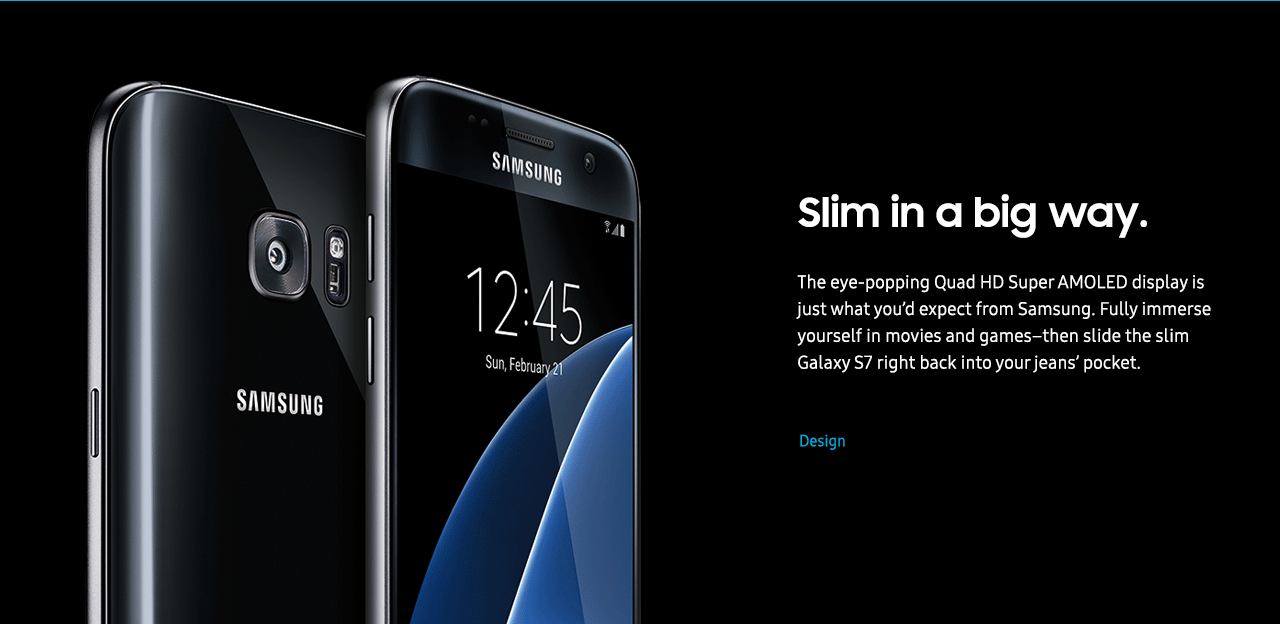 SAMSUNG
12:45
Sun, February 21
SAMSUNG
Slim in a big way.
The eye-popping Quad HD Super AMOLED display is
just what you’d expect from Samsung. Fully immerse
yourself in movies and games–then slide the slim
Galaxy S7 right back into your jeans’ pocket.
Design